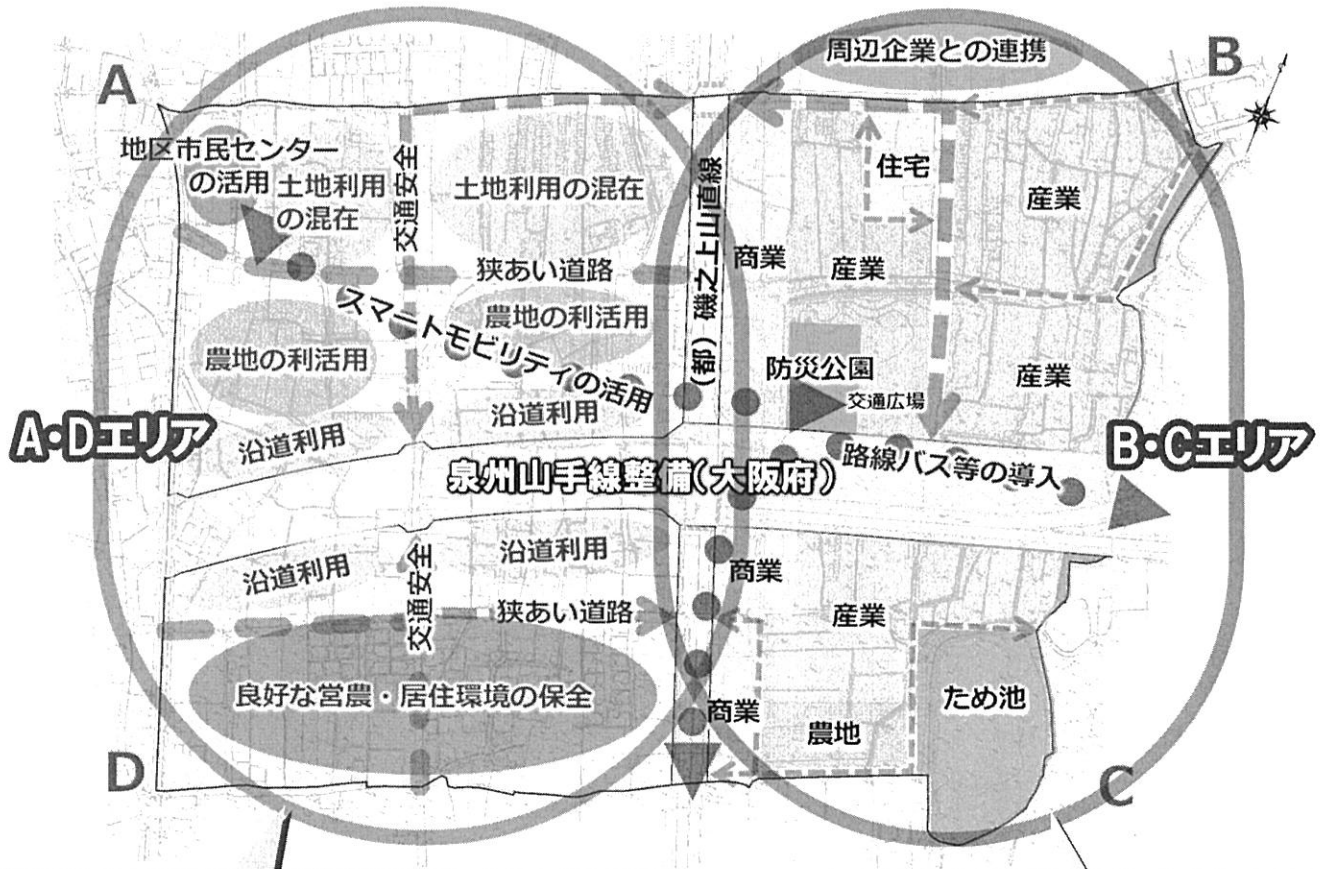 周辺企業との連携
A
B
地区市民センター
の活用
土地利用
の混在
交通安全
土地利用の混在
(都) 磯之上山直線
住宅
産業
商業
産業
狭あい道路
スマートモビリティの活用
農地の利活用
農地の利活用
防災公園
交通広場
産業
沿道利用
沿道利用
A・Dエリア
B・Cエリア
路線バス等の導入
泉州山手線整備(大阪府)
沿道利用
沿道利用
交通安全
商業
狭あい道路
産業
良好な営農・居住環境の保全
商業
農地
ため池
D
C